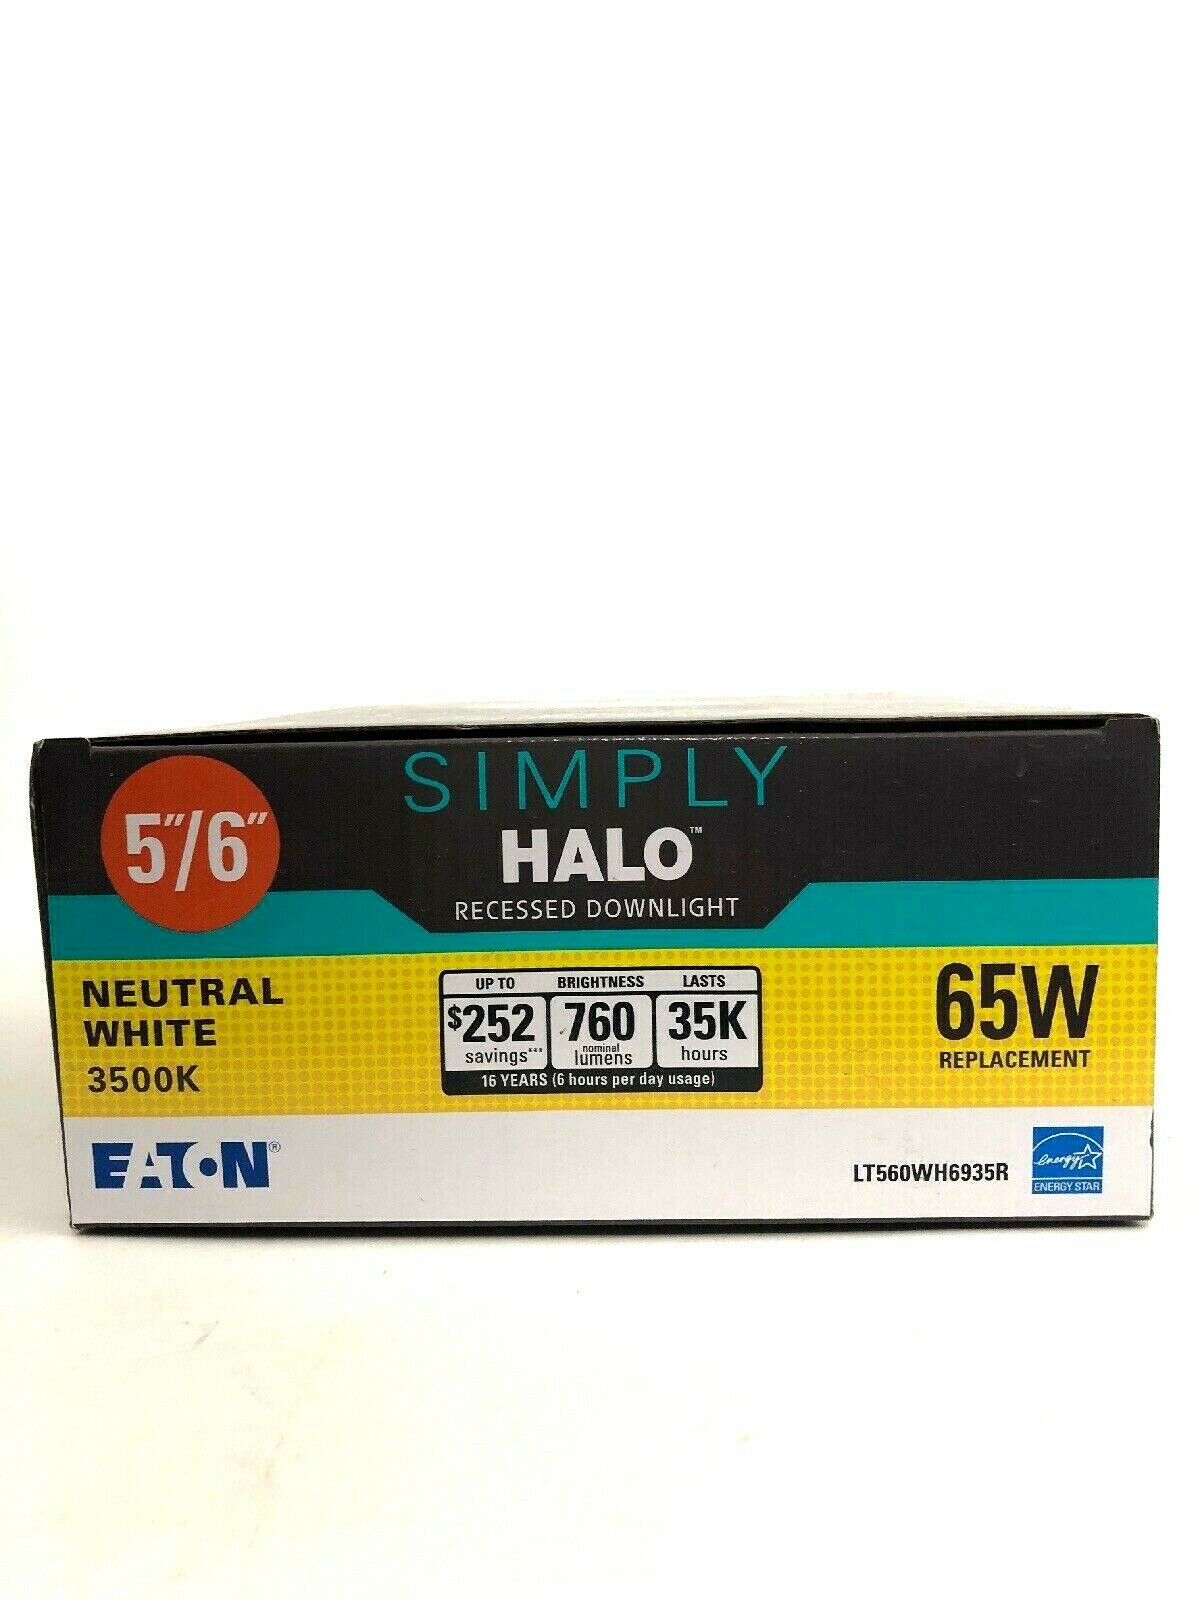 SIMPLY
5"/6"
HALO™
RECESSED DOWNLIGHT
NEUTRAL
WHITE
3500K
UP TO
$252
savings***
BRIGHTNESS
760
nominal
lumens
LASTS
35K
hours
16 YEARS (6 hours per day usage)
65W
REPLACEMENT
EATON®
LT560WH6935R
energy
ENERGY STAR